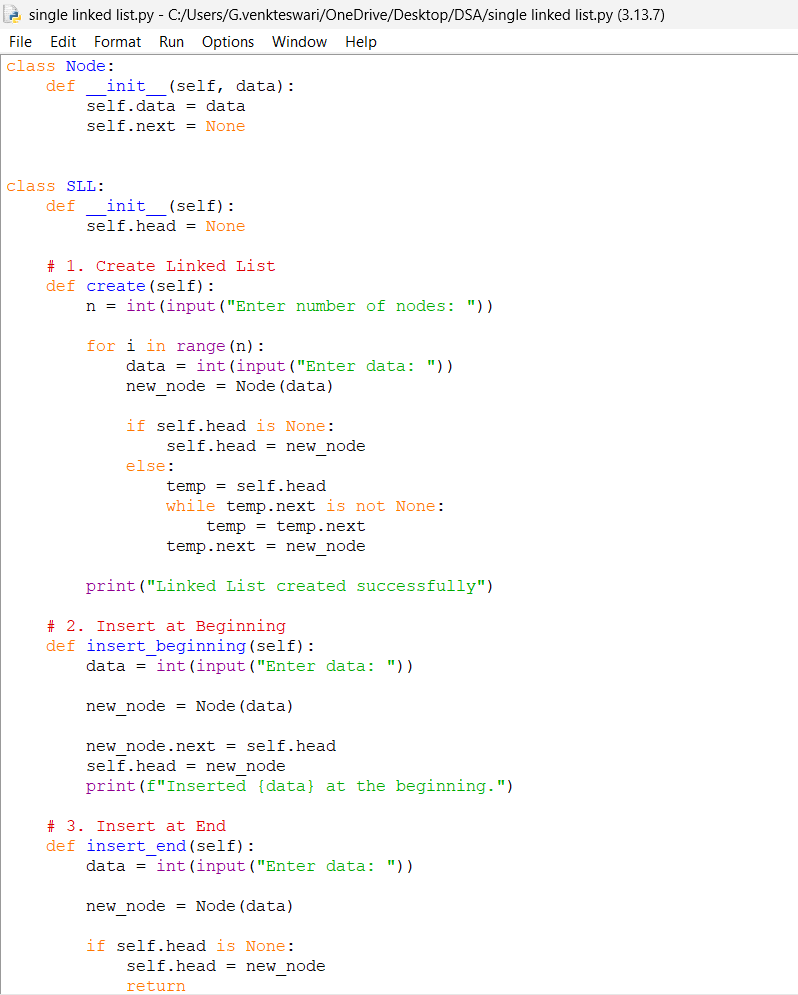 single linked list.py - C:/Users/G.venkteswari/OneDrive/Desktop/DSA/single linked list.py (3.13.7)
File Edit Format Run Options Window Help
class Node:
    def __init__(self, data):
        self.data = data
        self.next = None


class SLL:
    def __init__(self):
        self.head = None

    # 1. Create Linked List
    def create(self):
        n = int(input("Enter number of nodes: "))

        for i in range(n):
            data = int(input("Enter data: "))
            new_node = Node(data)

            if self.head is None:
                self.head = new_node
            else:
                temp = self.head
                while temp.next is not None:
                    temp = temp.next
                temp.next = new_node

        print("Linked List created successfully")

    # 2. Insert at Beginning
    def insert_beginning(self):
        data = int(input("Enter data: "))

        new_node = Node(data)

        new_node.next = self.head
        self.head = new_node
        print(f"Inserted {data} at the beginning.")

    # 3. Insert at End
    def insert_end(self):
        data = int(input("Enter data: "))

        new_node = Node(data)

        if self.head is None:
            self.head = new_node
            return